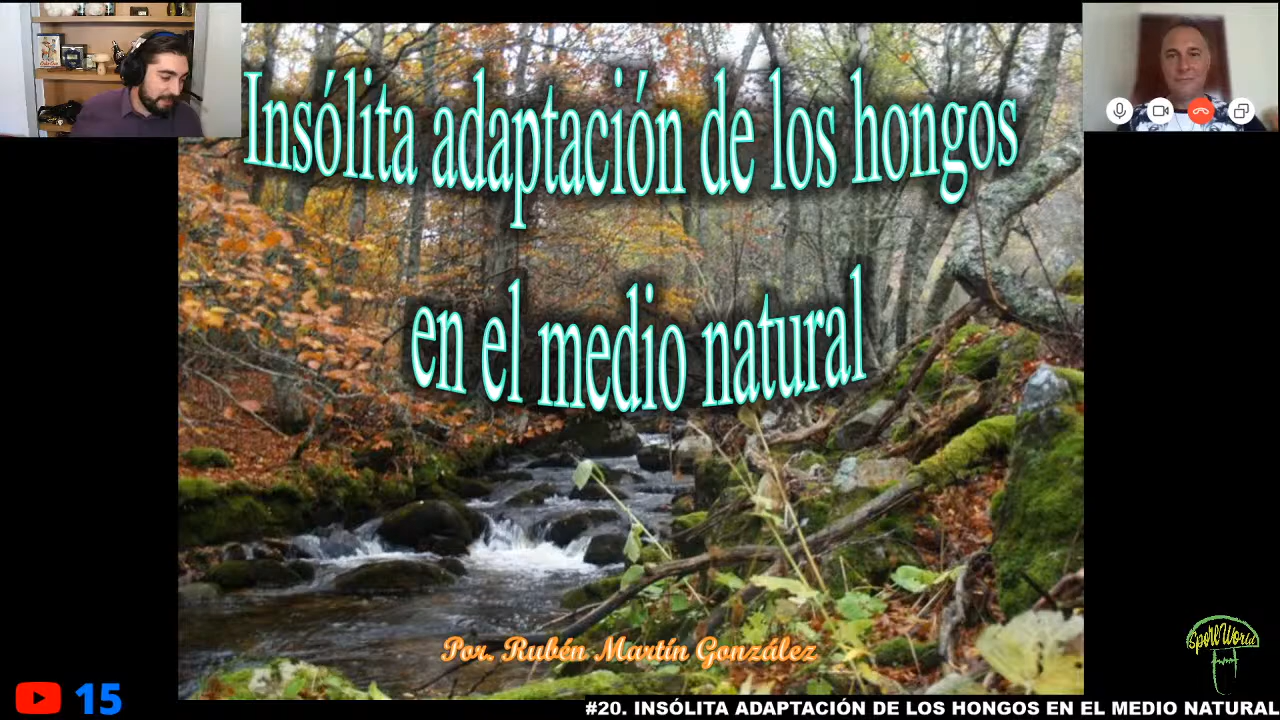 Insólita adaptación de los hongos
en el medio natural
Por. Rubén Martín González
SporeWorld
15
#20. INSÓLITA ADAPTACIÓN DE LOS HONGOS EN EL MEDIO NATURAL